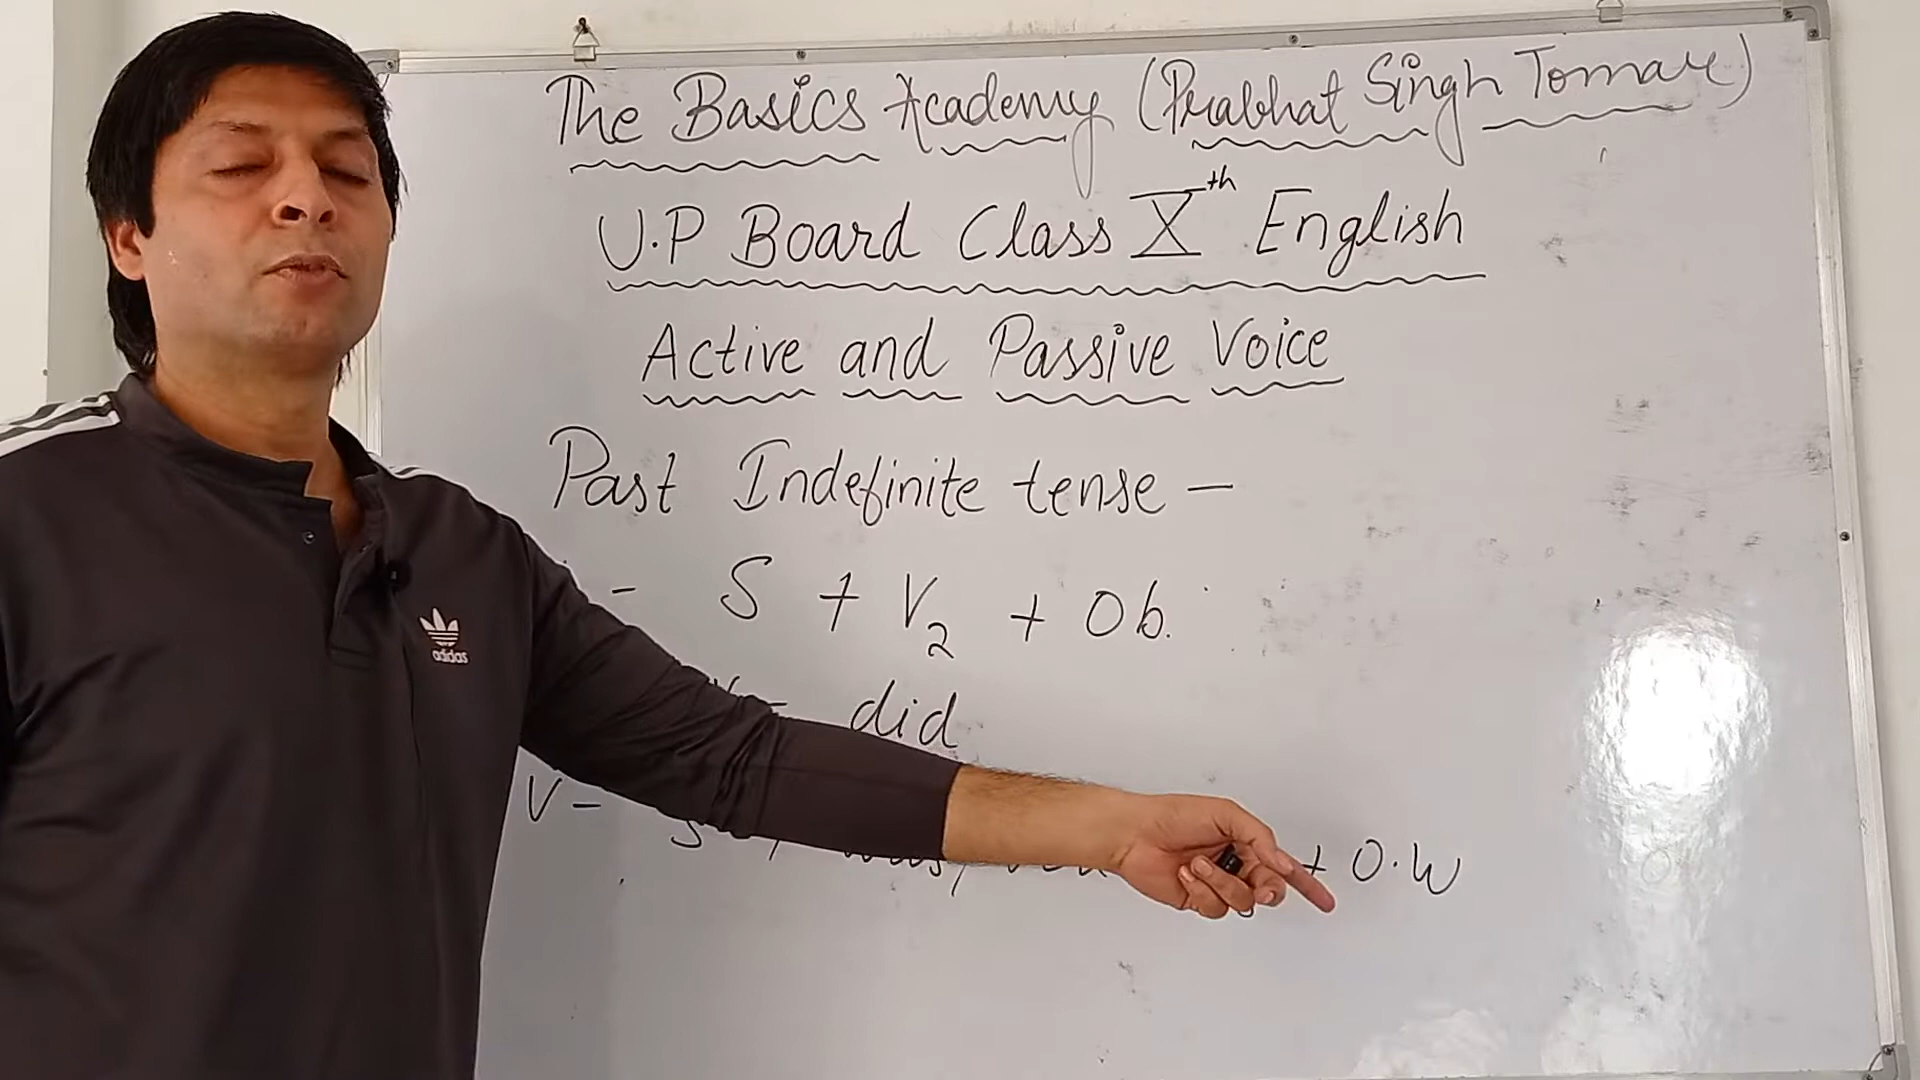 The Basics Academy (Prabhat Singh Tomar)
U.P Board Class Xth English
Active and Passive Voice
Past Indefinite tense -
- S + V2 + Ob.
- did
V - S + was/ + O.W
adidas